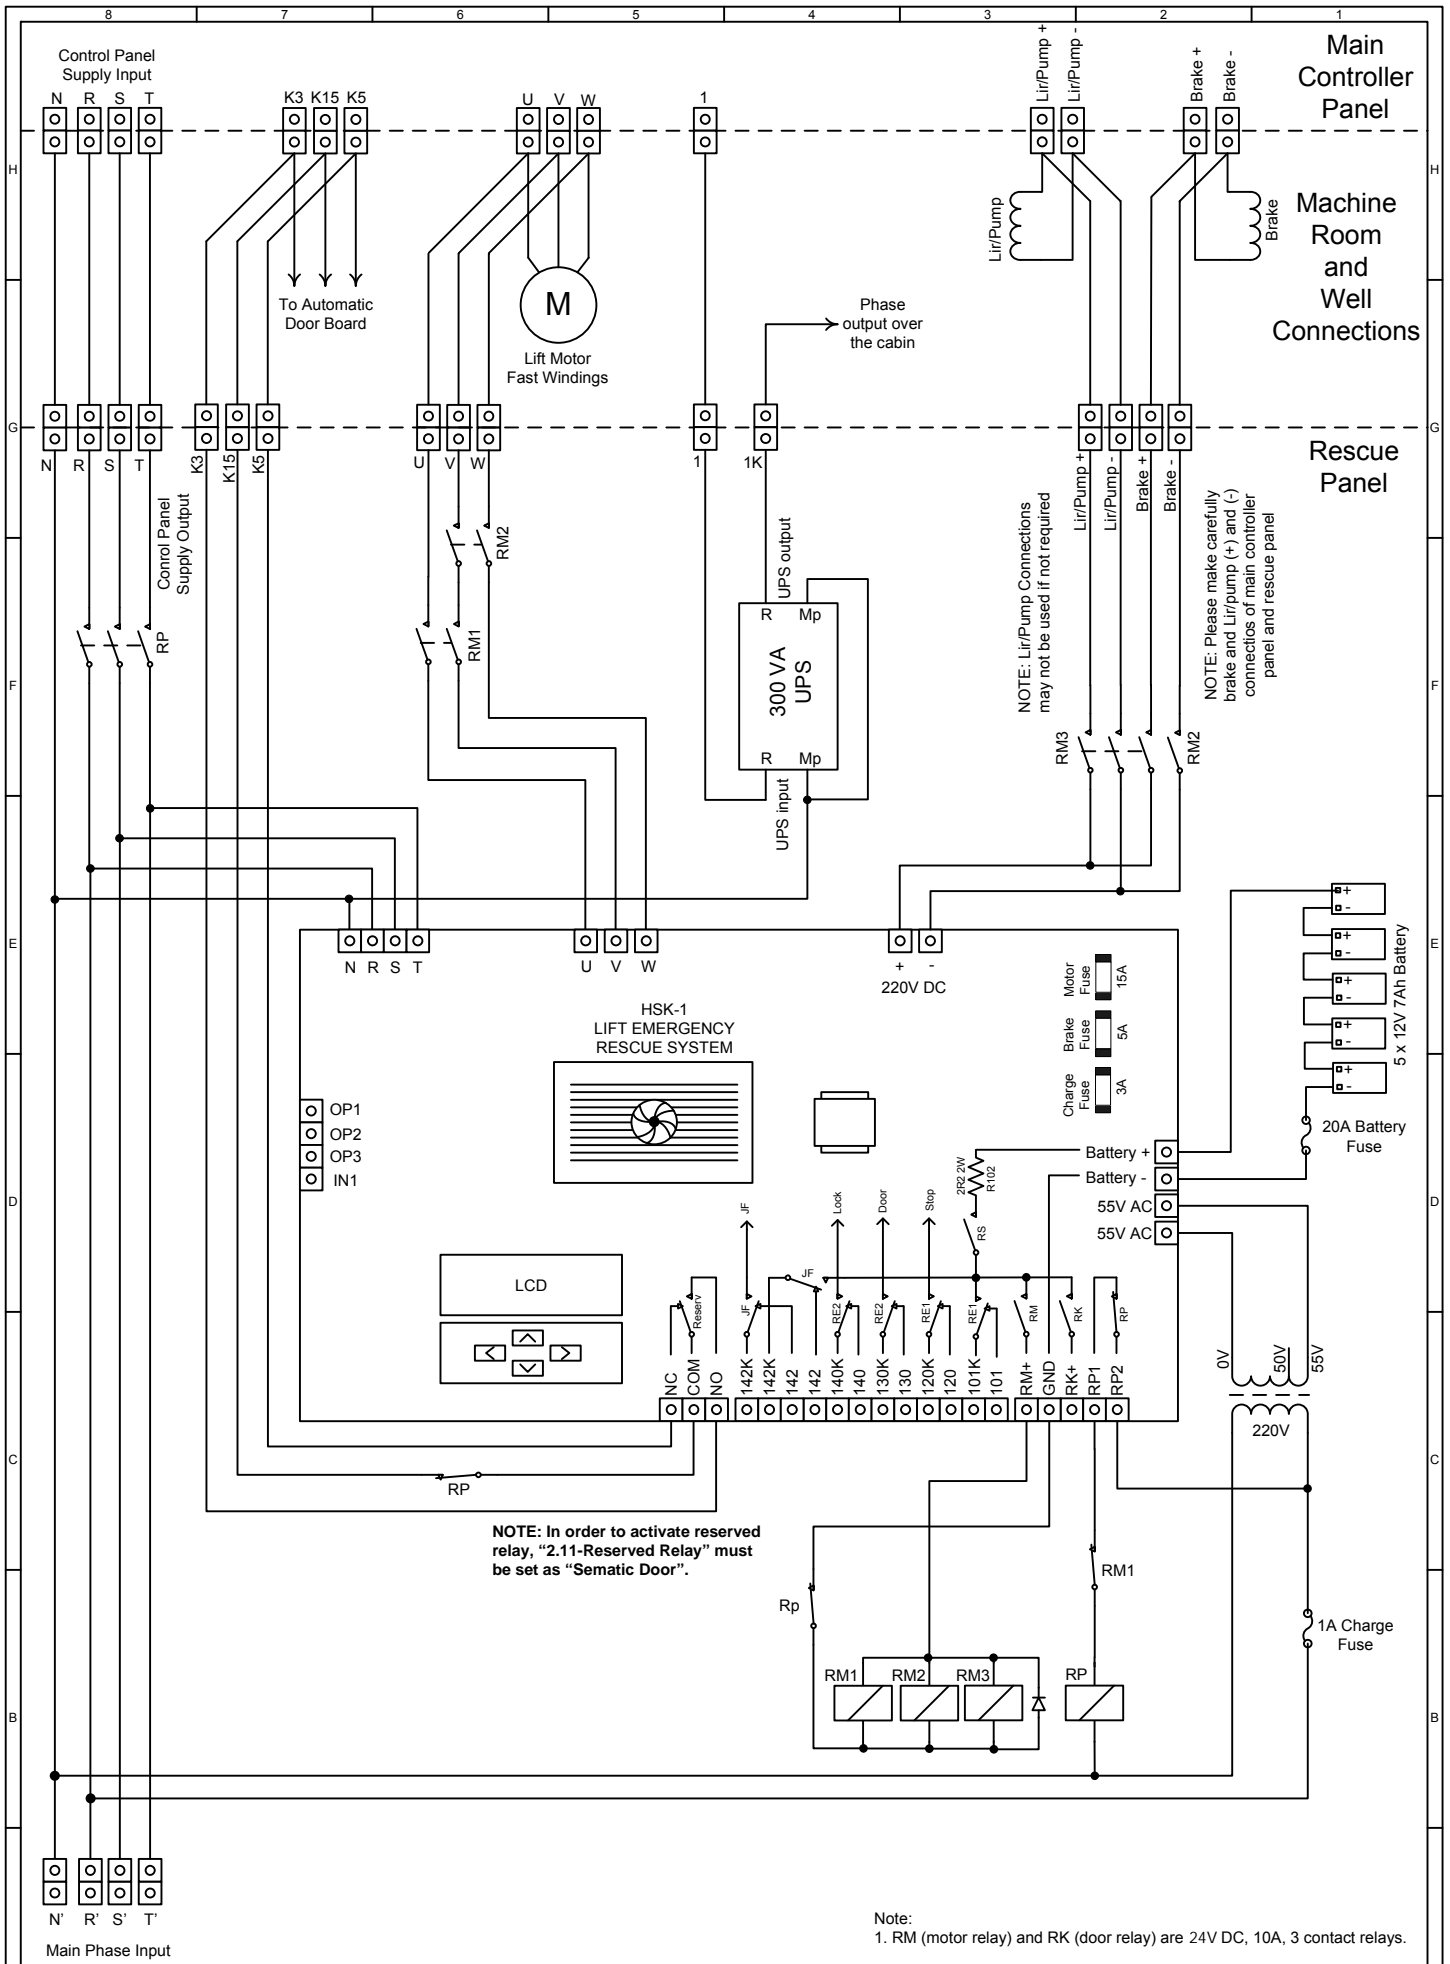 8 7 6 5 4 3 2 1
Control Panel
Supply Input
N R S T
K3 K15 K5
U V W
1
Lir/Pump +
Lir/Pump -
Brake +
Brake -
Main
Controller
Panel
H
H
Lir/Pump
Brake
Machine
Room
and
Well
Connections
To Automatic
Door Board
M
Lift Motor
Fast Windings
Phase
output over
the cabin
G
G
N R S T
K3
K15
K5
U V W
1
1K
Lir/Pump +
Lir/Pump -
Brake +
Brake -
Rescue
Panel
Conrol Panel
Supply Output
RP
RM2
RM1
UPS output
R Mp
300 VA
UPS
R Mp
UPS input
NOTE: Lir/Pump Connections
may not be used if not required
NOTE: Please make carefully
brake and Lir/pump (+) and (-)
connectios of main controller
panel and rescue panel
RM3
RM2
F
F
E
E
N R S T
U V W
+ -
220V DC
HSK-1
LIFT EMERGENCY
RESCUE SYSTEM
Motor
Fuse
15A
Brake
Fuse
5A
Charge
Fuse
3A
+
-
+
-
+
-
+
-
+
-
5 x 12V 7Ah Battery
20A Battery
Fuse
OP1
OP2
OP3
IN1
Battery +
Battery -
55V AC
55V AC
2R2 2W
R102
RS
D
D
JF
Lock
Door
Stop
LCD
Reserv
JF
JF
RE2
RE2
RE1
RE1
RM
RK
RP
NC
COM
NO
142K
142K
142
142
140K
140
130K
130
120K
120
101K
101
RM+
GND
RK+
RP1
RP2
0V
50V
55V
220V
C
C
RP
NOTE: In order to activate reserved
relay, “2.11-Reserved Relay” must
be set as “Sematic Door”.
Rp
RM1
1A Charge
Fuse
RM1 RM2 RM3 RP
B
B
N’ R’ S’ T’
Main Phase Input
Note:
1. RM (motor relay) and RK (door relay) are 24V DC, 10A, 3 contact relays.